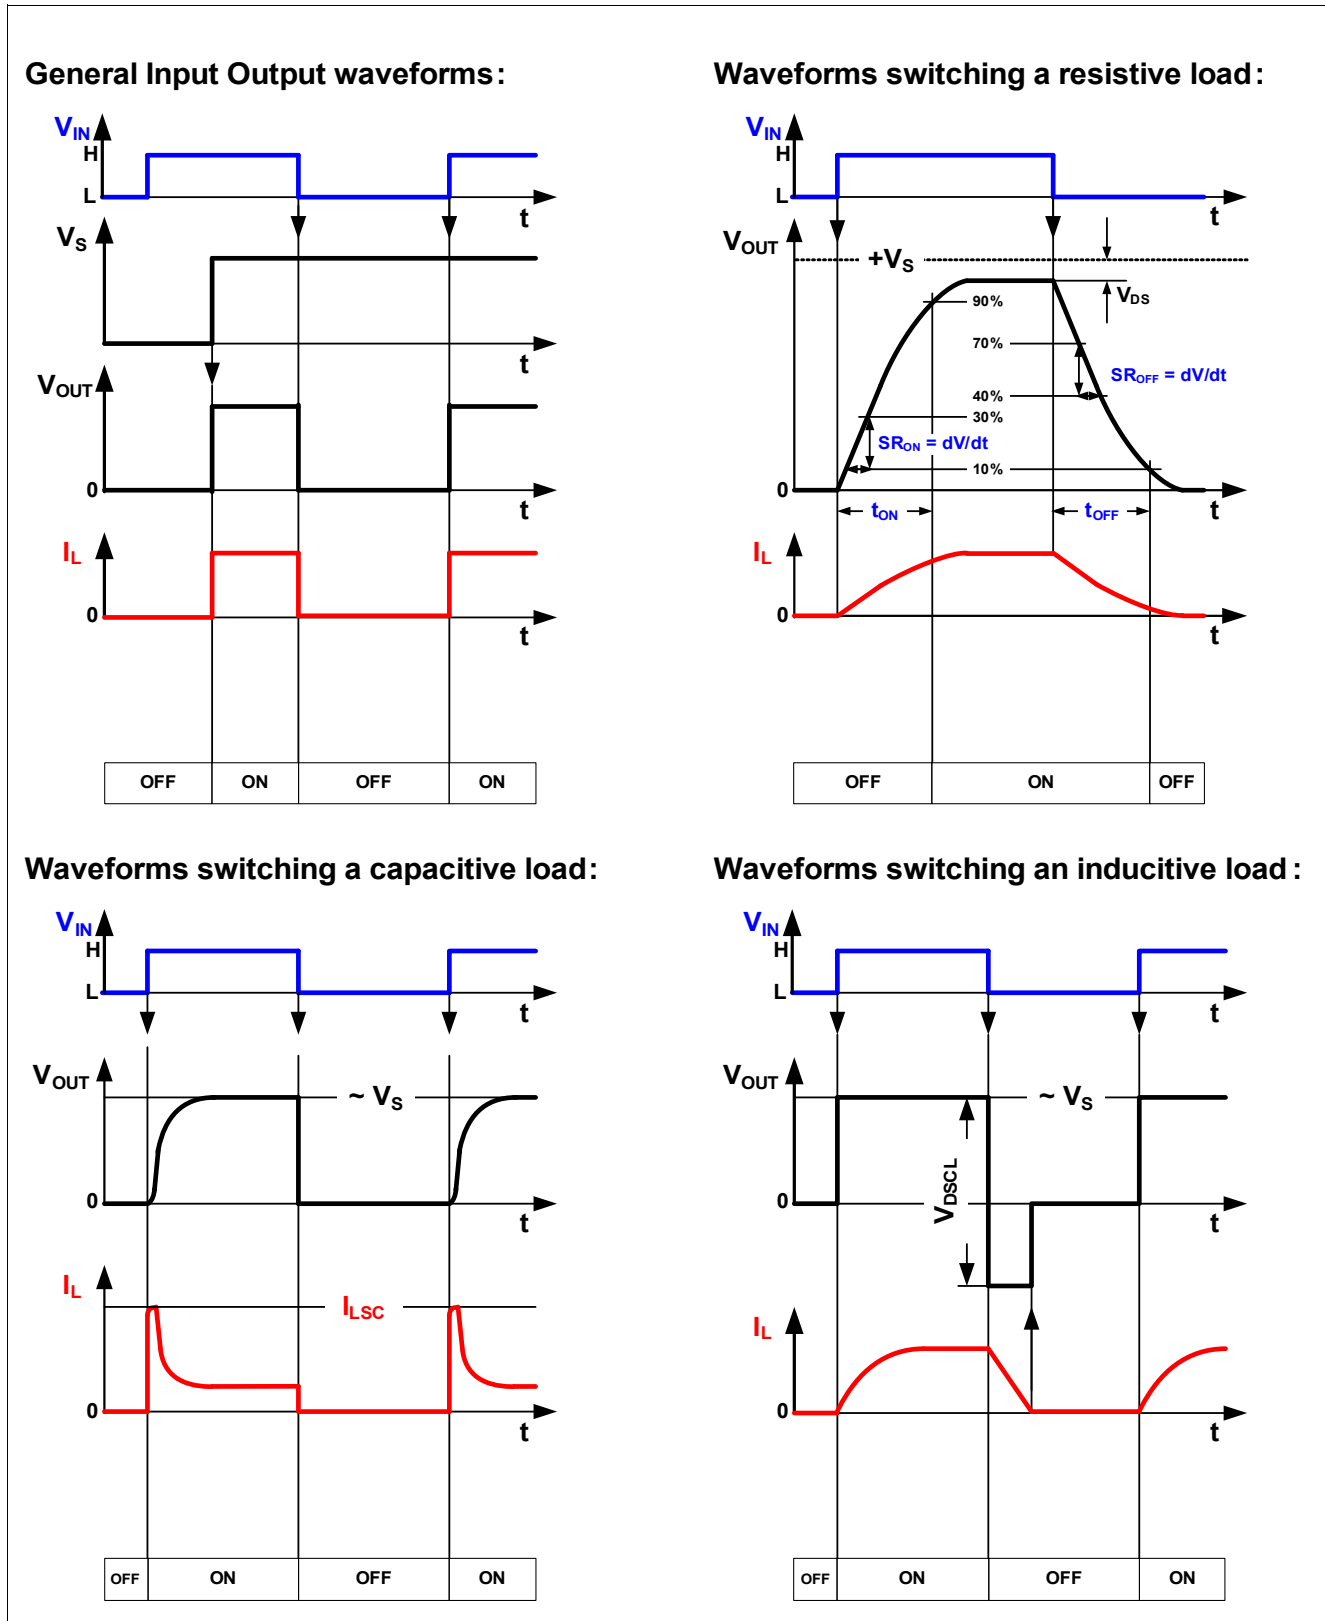 General Input Output waveforms:
VIN
H
L
t
VS
t
VOUT
0
t
IL
0
t
OFF ON OFF ON
Waveforms switching a resistive load:
VIN
H
L
t
VOUT
+VS
VDS
90%
70%
SROFF = dV/dt
40%
30%
SRON = dV/dt
10%
0
t
tON
tOFF
IL
0
t
OFF ON OFF
Waveforms switching a capacitive load:
VIN
H
L
t
VOUT
~ VS
0
t
IL
ILSC
0
t
OFF ON OFF ON
Waveforms switching an inducitive load:
VIN
H
L
t
VOUT
~ VS
VDSCL
0
t
IL
0
t
OFF ON OFF ON